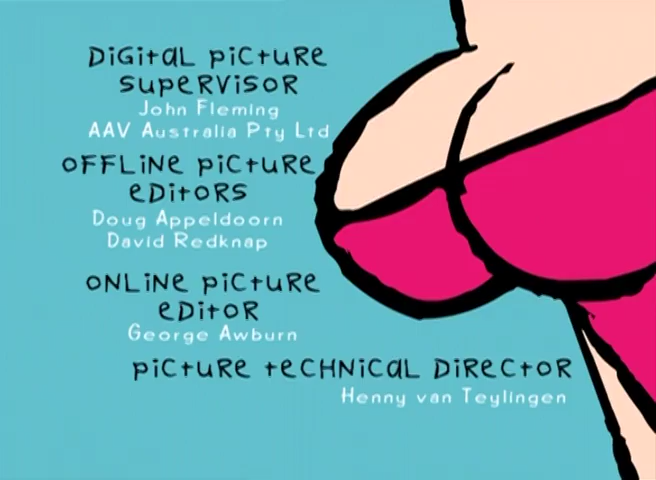 Digital Picture
Supervisor
John Fleming
AAV Australia Pty Ltd
Offline Picture
Editors
Doug Appeldoorn
David Redknap
Online Picture
Editor
George Awburn
Picture Technical Director
Henny van Teylingen